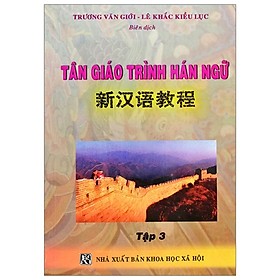 TRƯƠNG VĂN GIỚI - LÊ KHẮC KIỀU LỤC
Biên dịch
TÂN GIÁO TRÌNH HÁN NGỮ
新汉语教程
Tập 3
NHÀ XUẤT BẢN KHOA HỌC XÃ HỘI